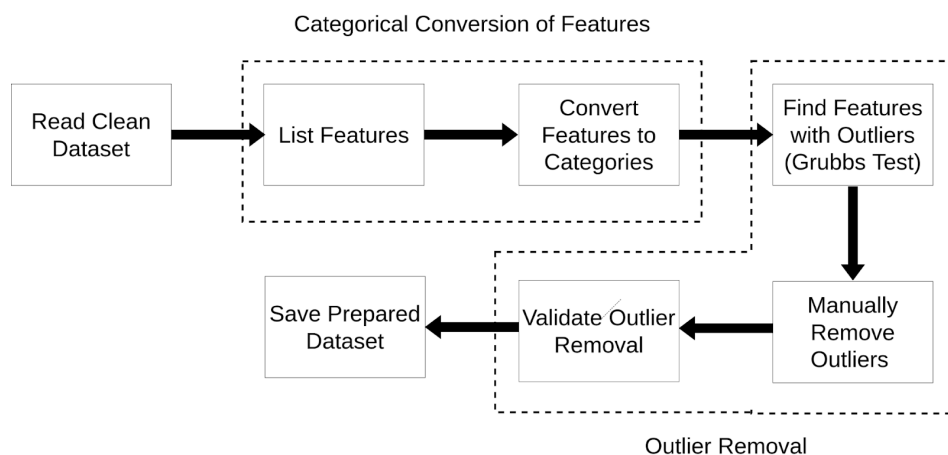 Categorical Conversion of Features
Read Clean
Dataset
List Features
Convert
Features to
Categories
Find Features
with Outliers
(Grubbs Test)
Manually
Remove
Outliers
Validate Outlier
Removal
Save Prepared
Dataset
Outlier Removal